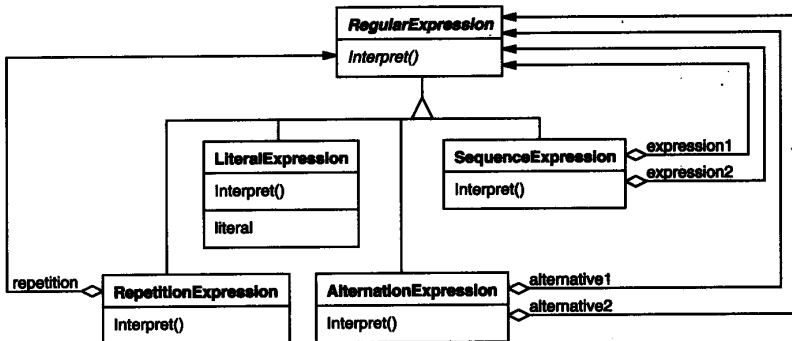 RegularExpression
Interpret()
LiteralExpression
Interpret()
literal
SequenceExpression
Interpret()
expression1
expression2
repetition
RepetitionExpression
Interpret()
AlternationExpression
Interpret()
alternative1
alternative2